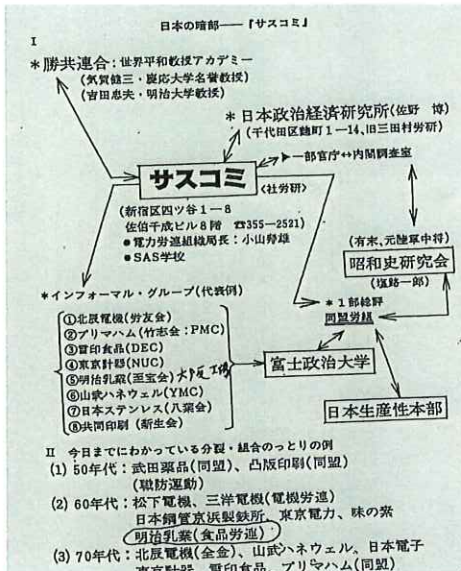 日本の暗部──『サスコミ』
I
*勝共連合:世界平和教授アカデミー
(気賀健三・慶応大学名誉教授)
(吉田忠夫・明治大学教授)
*日本政治経済研究所(佐野 博)
(千代田区麹町1—14、旧三田村労研)
▶一部官庁↔内閣調査室
サスコミ
〈社労研〉
(新宿区四ツ谷1—8
佐伯千成ビル8階 ☎355—2521)
●電力労連組織局長:小山
●SAS学校
(有末、元陸軍中将)
昭和史研究会
(塩路一郎)
*インフォーマル・グループ(代表例)
*1部総評
同盟労組
①北辰電機(労友会)
②プリマハム(竹志会:PMC)
③雪印食品(DEC)
④東京計器(NUC)
⑤明治乳業(至宝会)大阪工場
⑥山武ハネウェル(YMC)
⑦日本ステンレス(八葉会)
⑧共同印刷(新生会)
富士政治大学
日本生産性本部
II 今日までにわかっている分裂・組合のっとりの例
(1) 50年代:武田薬品(同盟)、凸版印刷(同盟)
(職防運動)
(2) 60年代:松下電機、三洋電機(電機労連)
日本鋼管京浜製鉄所、東京電力、味の素
明治乳業(食品労連)
(3) 70年代:北辰電機(全金)、山武ハネウェル、日本電子
東京計器、雪印食品、プリマハム(同盟)